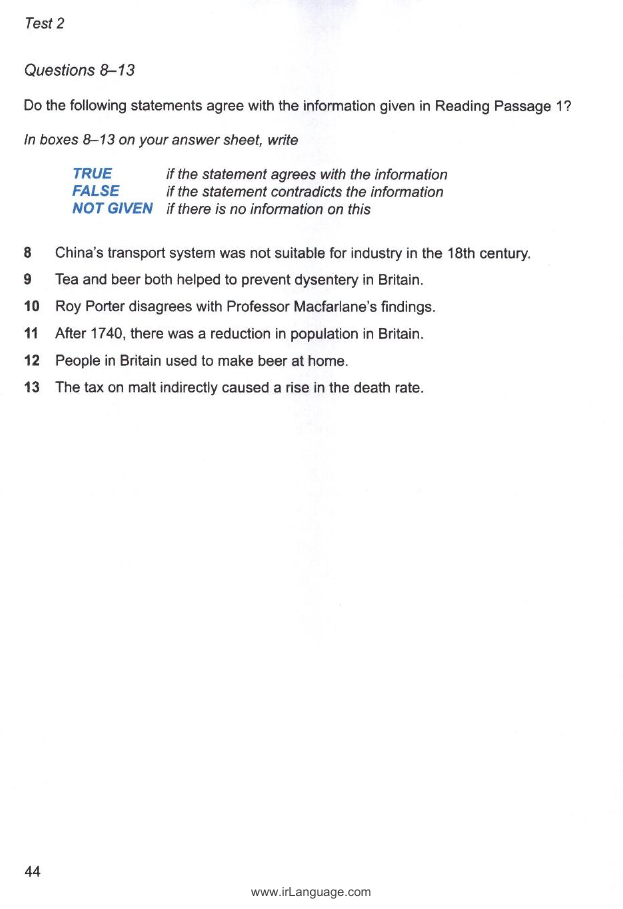 Test 2
Questions 8–13
Do the following statements agree with the information given in Reading Passage 1?
In boxes 8–13 on your answer sheet, write
TRUE if the statement agrees with the information
FALSE if the statement contradicts the information
NOT GIVEN if there is no information on this
8 China's transport system was not suitable for industry in the 18th century.
9 Tea and beer both helped to prevent dysentery in Britain.
10 Roy Porter disagrees with Professor Macfarlane's findings.
11 After 1740, there was a reduction in population in Britain.
12 People in Britain used to make beer at home.
13 The tax on malt indirectly caused a rise in the death rate.
44
www.irLanguage.com